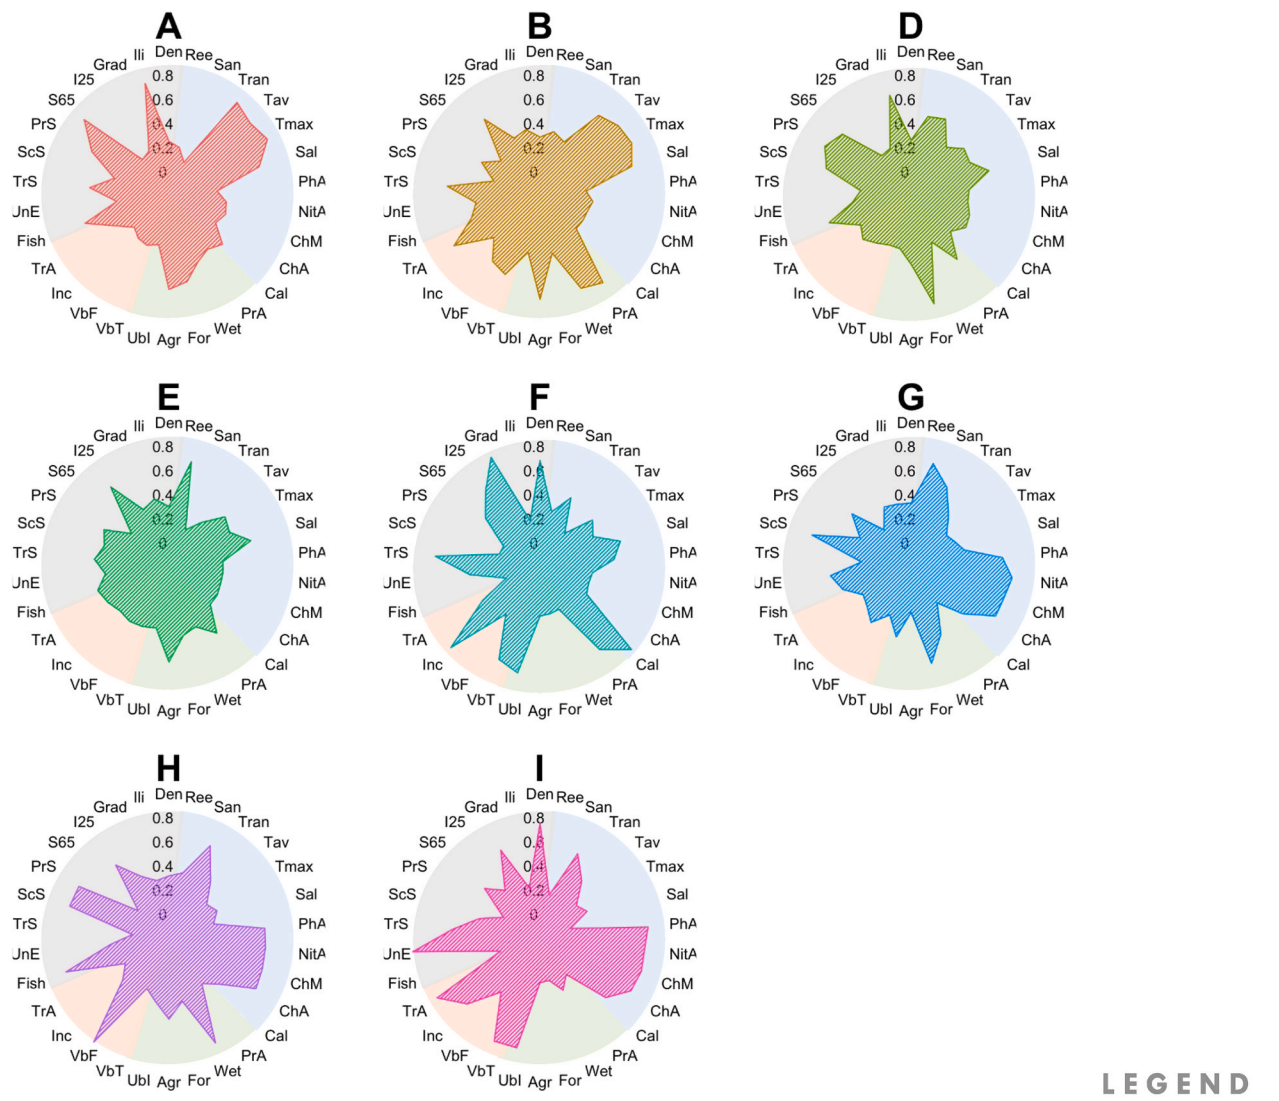 A
Den Ree San Tran Tav Tmax Sal PhA NitA ChM ChA Cal PrA Wet For Agr Ubl VbT VbF Inc TrA Fish UnE TrS ScS PrS S65 I25 Grad Ili
0.8
0.6
0.4
0.2
0
B
Den Ree San Tran Tav Tmax Sal PhA NitA ChM ChA Cal PrA Wet For Agr Ubl VbT VbF Inc TrA Fish UnE TrS ScS PrS S65 I25 Grad Ili
0.8
0.6
0.4
0.2
0
D
Den Ree San Tran Tav Tmax Sal PhA NitA ChM ChA Cal PrA Wet For Agr Ubl VbT VbF Inc TrA Fish UnE TrS ScS PrS S65 I25 Grad Ili
0.8
0.6
0.4
0.2
0
E
Den Ree San Tran Tav Tmax Sal PhA NitA ChM ChA Cal PrA Wet For Agr Ubl VbT VbF Inc TrA Fish UnE TrS ScS PrS S65 I25 Grad Ili
0.8
0.6
0.4
0.2
0
F
Den Ree San Tran Tav Tmax Sal PhA NitA ChM ChA Cal PrA Wet For Agr Ubl VbT VbF Inc TrA Fish UnE TrS ScS PrS S65 I25 Grad Ili
0.8
0.6
0.4
0.2
0
G
Den Ree San Tran Tav Tmax Sal PhA NitA ChM ChA Cal PrA Wet For Agr Ubl VbT VbF Inc TrA Fish UnE TrS ScS PrS S65 I25 Grad Ili
0.8
0.6
0.4
0.2
0
H
Den Ree San Tran Tav Tmax Sal PhA NitA ChM ChA Cal PrA Wet For Agr Ubl VbT VbF Inc TrA Fish UnE TrS ScS PrS S65 I25 Grad Ili
0.8
0.6
0.4
0.2
0
I
Den Ree San Tran Tav Tmax Sal PhA NitA ChM ChA Cal PrA Wet For Agr Ubl VbT VbF Inc TrA Fish UnE TrS ScS PrS S65 I25 Grad Ili
0.8
0.6
0.4
0.2
0
LEGEND